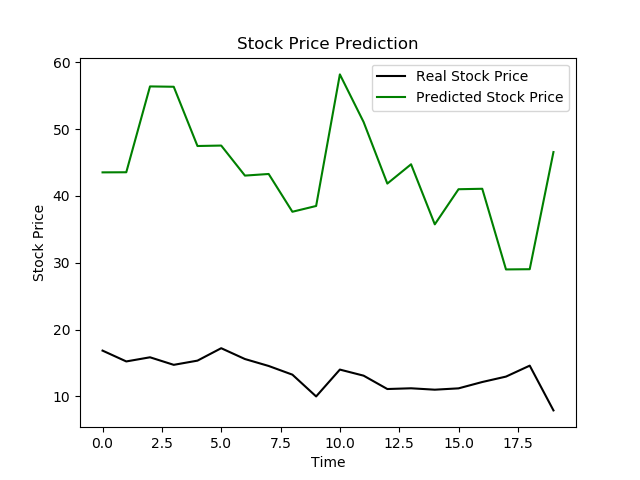 Stock Price Prediction
Real Stock Price
Predicted Stock Price
Stock Price
60
50
40
30
20
10
0.0 2.5 5.0 7.5 10.0 12.5 15.0 17.5
Time